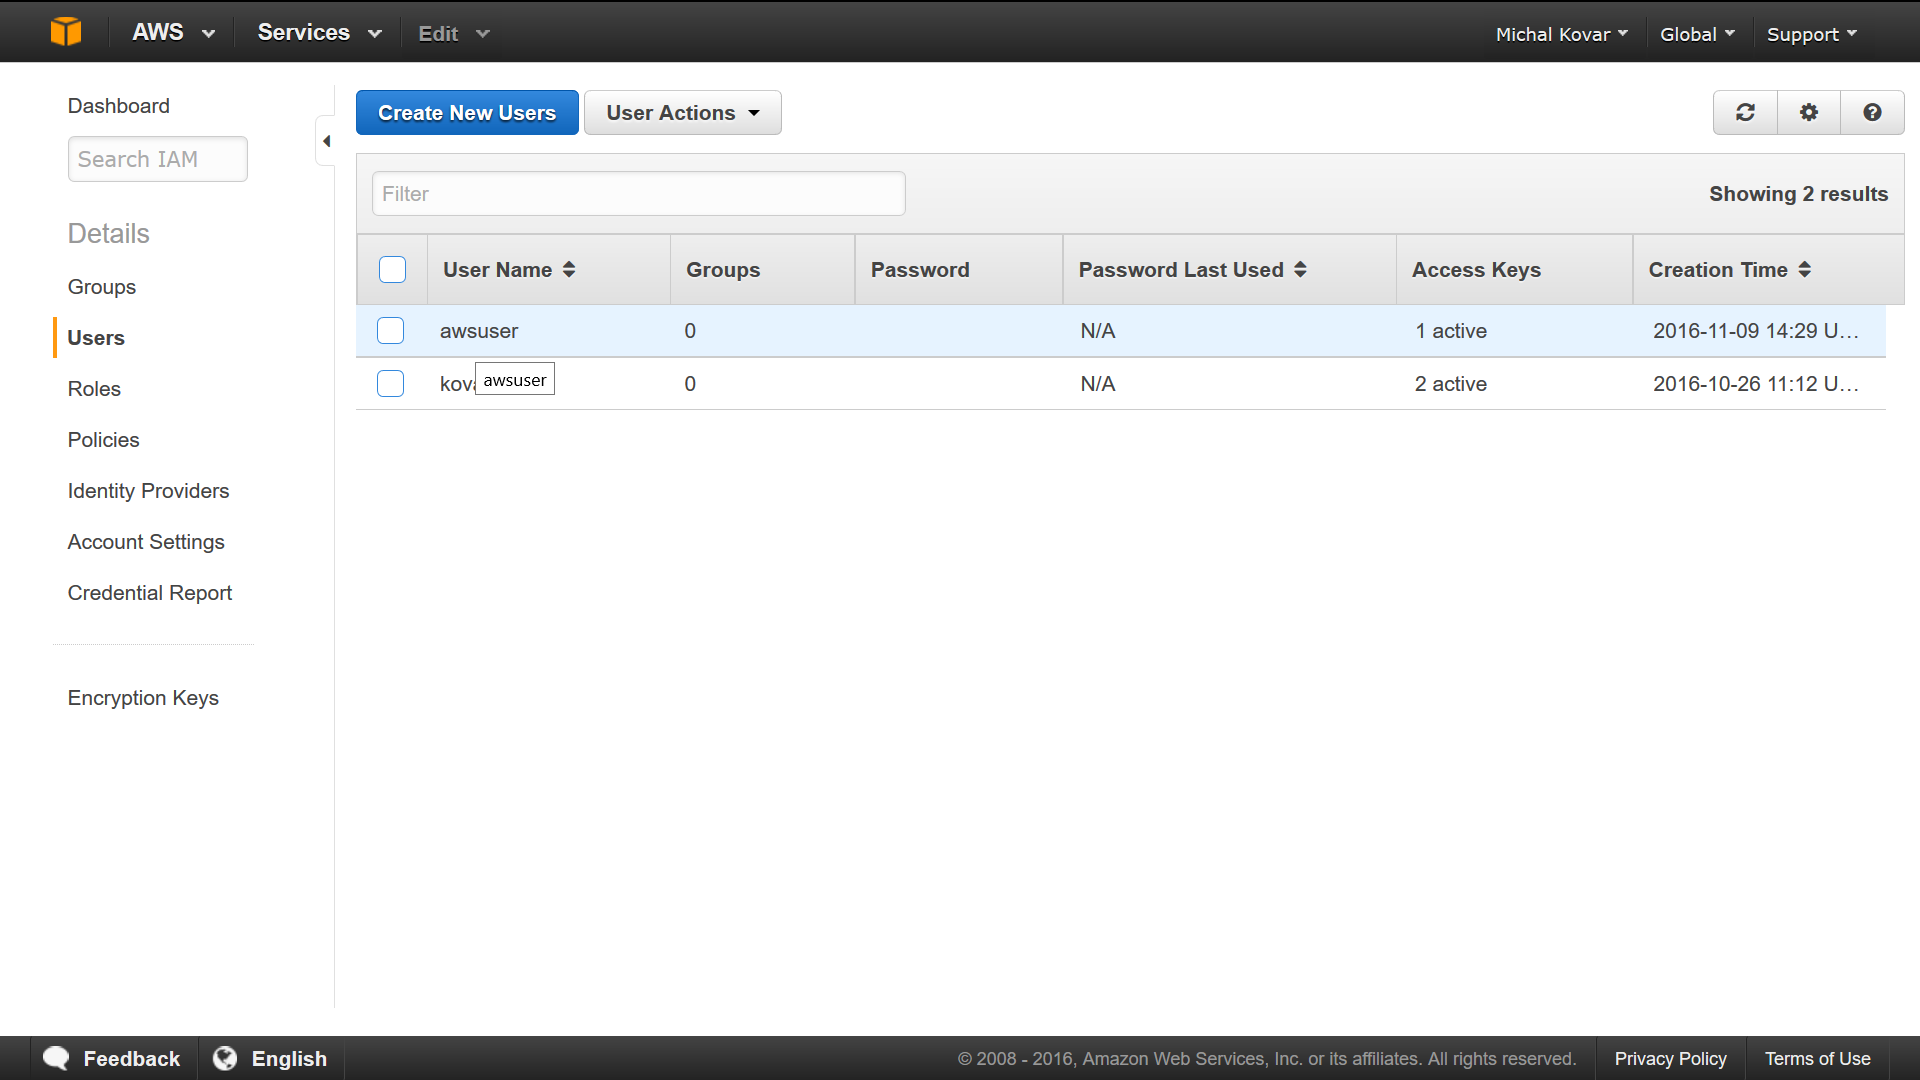 AWS Services Edit Michal Kovar Global Support
Dashboard
Search IAM
Details
Groups
Users
Roles
Policies
Identity Providers
Account Settings
Credential Report
Encryption Keys
Create New Users User Actions
Filter Showing 2 results
User Name Groups Password Password Last Used Access Keys Creation Time
awsuser 0 N/A 1 active 2016-11-09 14:29 U…
awsuser
0 N/A 2 active 2016-10-26 11:12 U…
Feedback English © 2008 - 2016, Amazon Web Services, Inc. or its affiliates. All rights reserved. Privacy Policy Terms of Use